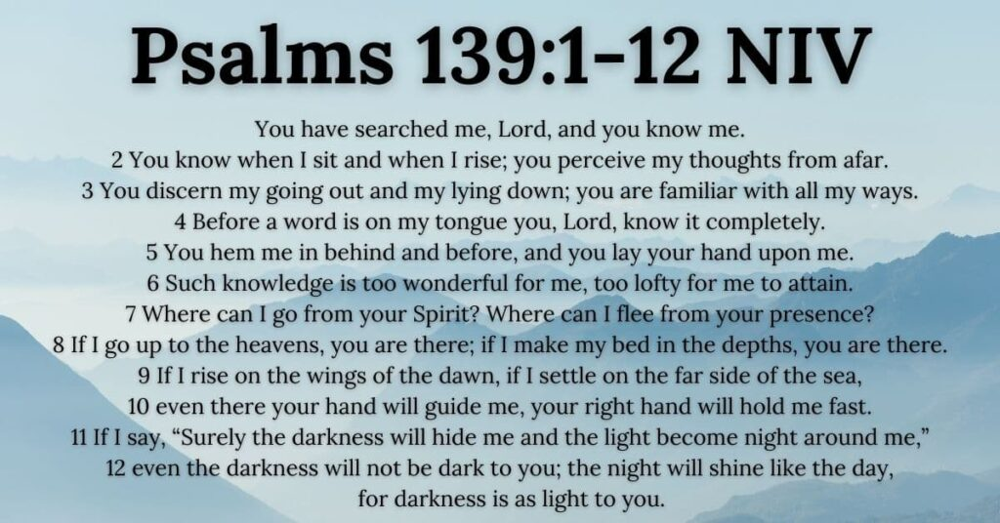 Psalms 139:1-12 NIV
You have searched me, Lord, and you know me.
2 You know when I sit and when I rise; you perceive my thoughts from afar.
3 You discern my going out and my lying down; you are familiar with all my ways.
4 Before a word is on my tongue you, Lord, know it completely.
5 You hem me in behind and before, and you lay your hand upon me.
6 Such knowledge is too wonderful for me, too lofty for me to attain.
7 Where can I go from your Spirit? Where can I flee from your presence?
8 If I go up to the heavens, you are there; if I make my bed in the depths, you are there.
9 If I rise on the wings of the dawn, if I settle on the far side of the sea,
10 even there your hand will guide me, your right hand will hold me fast.
11 If I say, “Surely the darkness will hide me and the light become night around me,”
12 even the darkness will not be dark to you; the night will shine like the day,
for darkness is as light to you.